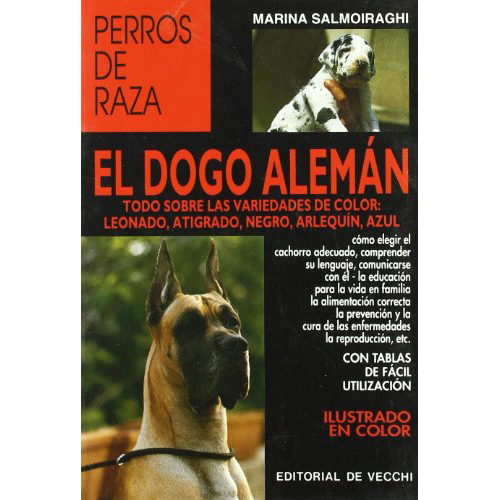 PERROS
DE
RAZA
MARINA SALMOIRAGHI
EL DOGO ALEMÁN
TODO SOBRE LAS VARIEDADES DE COLOR:
LEONADO, ATIGRADO, NEGRO, ARLEQUÍN, AZUL
cómo elegir el
cachorro adecuado, comprender
su lenguaje, comunicarse
con él - la educación
para la vida en familia
la alimentación correcta
la prevención y la
cura de las enfermedades
la reproducción, etc.
CON TABLAS
DE FÁCIL
UTILIZACIÓN
ILUSTRADO
EN COLOR
EDITORIAL DE VECCHI